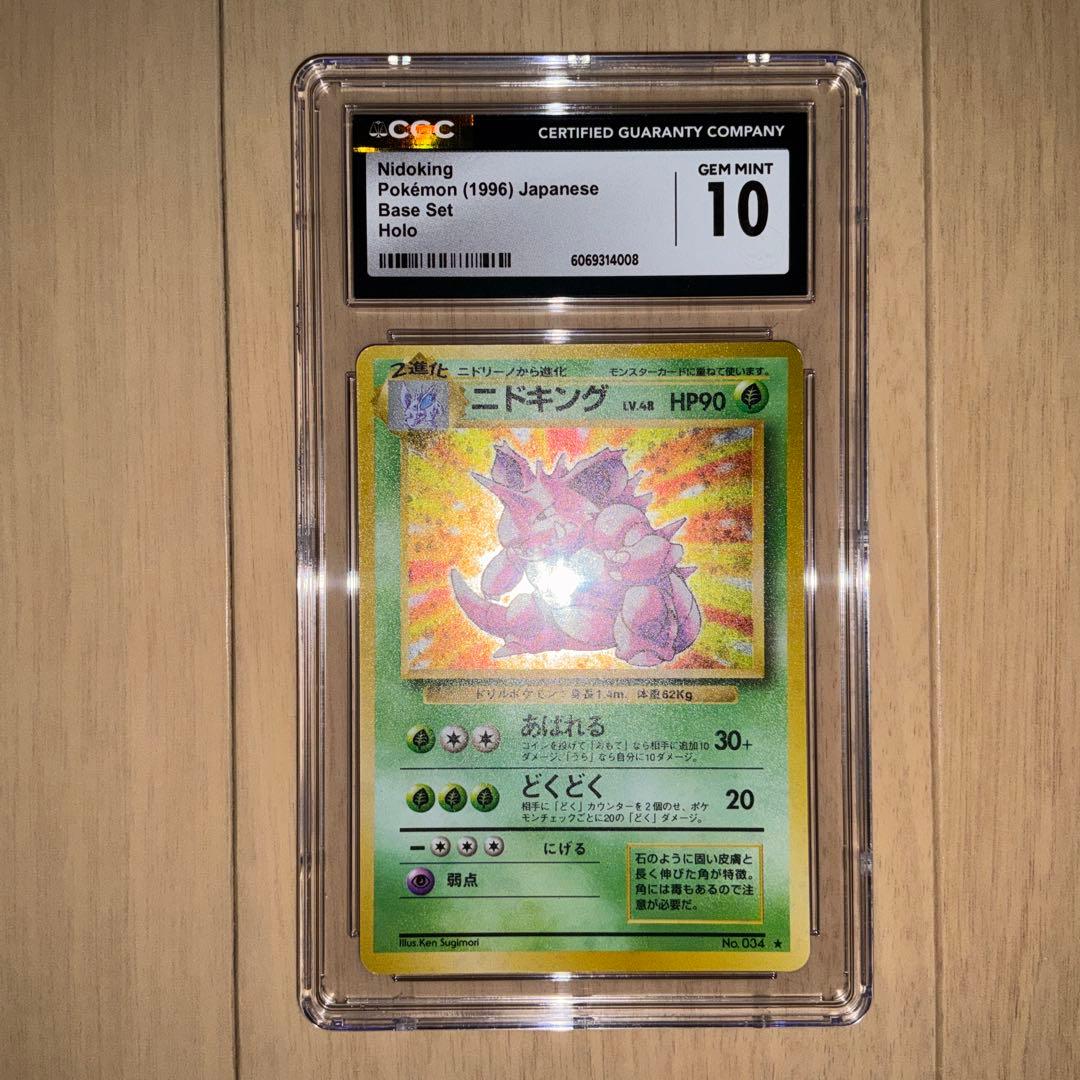 CGC
CERTIFIED GUARANTY COMPANY
Nidoking
Pokémon (1996) Japanese
Base Set
Holo
GEM MINT
10
6069314008
2進化
ニドリーノから進化
モンスターカードに重ねて使います。
ニドキング LV.48 HP90
ドリルポケモン 身長1.4m. 体重62Kg
あばれる
コインを投げて「おもて」なら相手に追加10
ダメージ、「うら」なら自分に10ダメージ。
30+
どくどく
相手に「どく」カウンターを2個のせ、ポケ
モンチェックごとに20の「どく」ダメージ。
20
にげる
弱点
石のように固い皮膚と
長く伸びた角が特徴。
角には毒もあるので注
意が必要だ。
Illus.Ken Sugimori
No. 034 ★